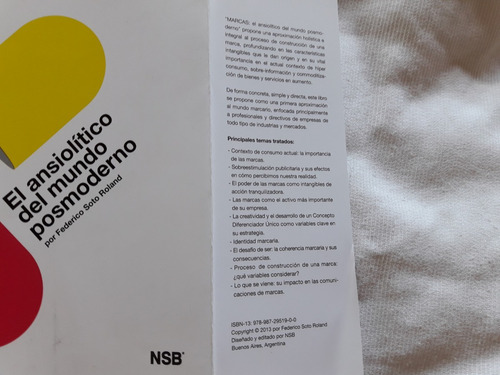 El ansiolítico
del mundo
posmoderno
por Federico Soto Roland
NSB
"MARCAS: el ansiolítico del mundo posmo-
derno" propone una aproximación holística e
integral al proceso de construcción de una
marca, profundizando en las características
intangibles que le dan origen y en su vital
importancia en el actual contexto de híper
consumo, sobre-información y commoditiza-
ción de bienes y servicios en aumento.
De forma concreta, simple y directa, este libro
se propone como una primera aproximación
al mundo marcario, enfocada principalmente
a profesionales y directivos de empresas de
todo tipo de industrias y mercados.
Principales temas tratados:
- Contexto de consumo actual: la importancia
de las marcas.
- Sobreestimulación publicitaria y sus efectos
en cómo percibimos nuestra realidad.
- El poder de las marcas como intangibles de
acción tranquilizadora.
- Las marcas como el activo más importante
de su empresa.
- La creatividad y el desarrollo de un Concepto
Diferenciador Único como variables clave en
su estrategia.
- Identidad marcaria.
- El desafío de ser: la coherencia marcaria y sus
consecuencias.
- Proceso de construcción de una marca:
¿qué variables considerar?
- Lo que se viene: su impacto en las comuni-
caciones de marcas.
ISBN-13: 978-987-29519-0-0
Copyright © 2013 por Federico Soto Roland
Diseñado y editado por NSB
Buenos Aires, Argentina